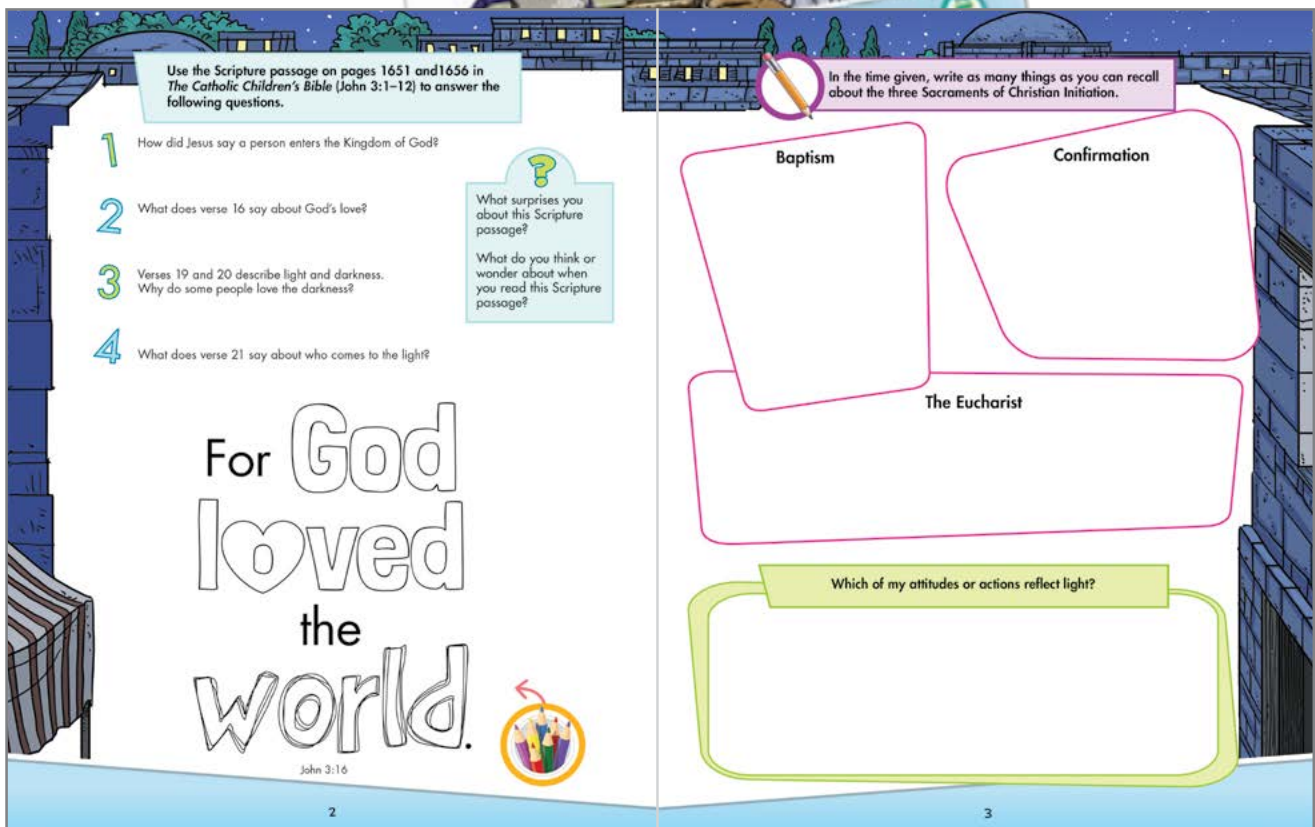 Use the Scripture passage on pages 1651 and1656 in
The Catholic Children's Bible (John 3:1–12) to answer the
following questions.
1
How did Jesus say a person enters the Kingdom of God?
2
What does verse 16 say about God's love?
3
Verses 19 and 20 describe light and darkness.
Why do some people love the darkness?
4
What does verse 21 say about who comes to the light?
?
What surprises you
about this Scripture
passage?
What do you think or
wonder about when
you read this Scripture
passage?
For God
loved
the
world.
John 3:16
2
In the time given, write as many things as you can recall
about the three Sacraments of Christian Initiation.
Baptism
Confirmation
The Eucharist
Which of my attitudes or actions reflect light?
3